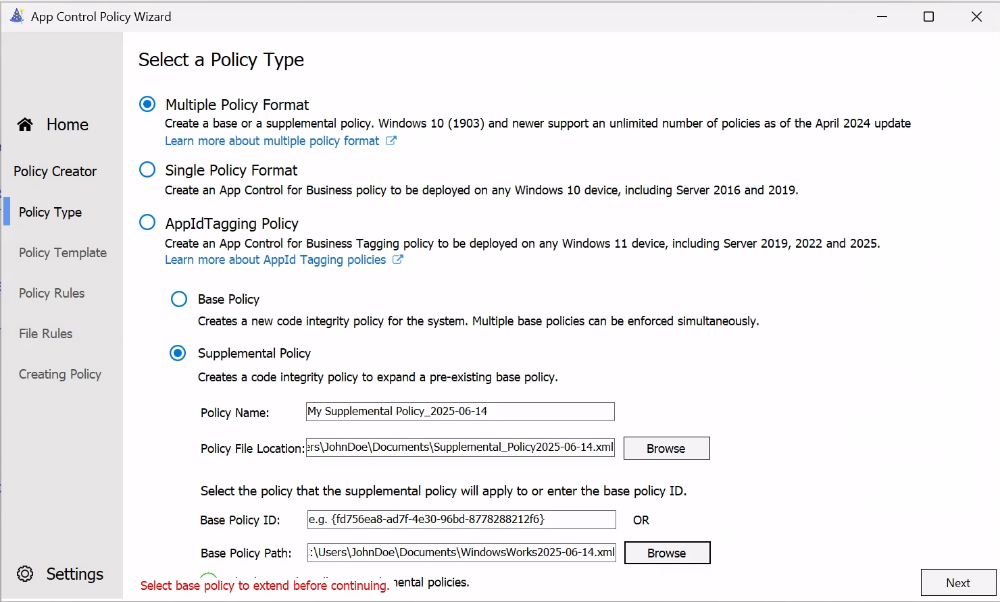 App Control Policy Wizard
Select a Policy Type
Home
Policy Creator
Policy Type
Policy Template
Policy Rules
File Rules
Creating Policy
Settings
Multiple Policy Format
Create a base or a supplemental policy. Windows 10 (1903) and newer support an unlimited number of policies as of the April 2024 update
Learn more about multiple policy format
Single Policy Format
Create an App Control for Business policy to be deployed on any Windows 10 device, including Server 2016 and 2019.
AppIdTagging Policy
Create an App Control for Business Tagging policy to be deployed on any Windows 11 device, including Server 2019, 2022 and 2025.
Learn more about AppId Tagging policies
Base Policy
Creates a new code integrity policy for the system. Multiple base policies can be enforced simultaneously.
Supplemental Policy
Creates a code integrity policy to expand a pre-existing base policy.
Policy Name: My Supplemental Policy_2025-06-14
Policy File Location: ers\JohnDoe\Documents\Supplemental_Policy2025-06-14.xml Browse
Select the policy that the supplemental policy will apply to or enter the base policy ID.
Base Policy ID: e.g. {fd756ea8-ad7f-4e30-96bd-8778288212f6} OR
Base Policy Path: :\Users\JohnDoe\Documents\WindowsWorks2025-06-14.xml Browse
Select base policy to extend before continuing. mental policies.
Next